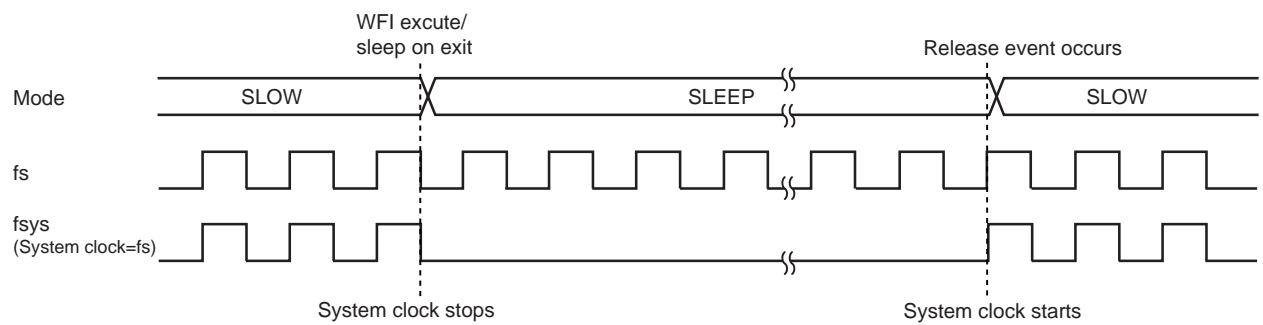 WFI excute/
sleep on exit
Release event occurs
Mode
SLOW
SLEEP
SLOW
fs
fsys
(System clock=fs)
System clock stops
System clock starts